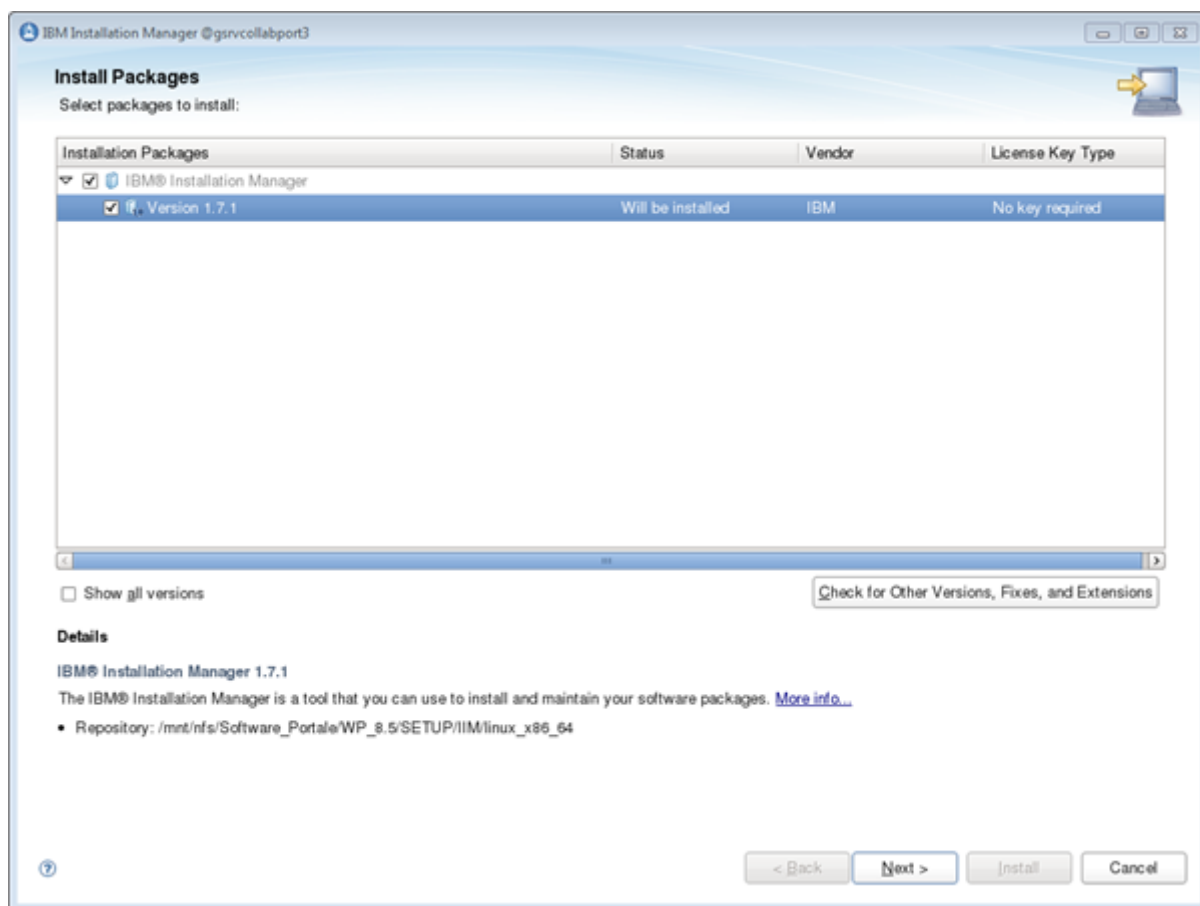 IBM Installation Manager @gsrvcollabport3
Install Packages
Select packages to install:
Installation Packages Status Vendor License Key Type
IBM® Installation Manager
Version 1.7.1 Will be installed IBM No key required
Show all versions Check for Other Versions, Fixes, and Extensions
Details
IBM® Installation Manager 1.7.1
The IBM® Installation Manager is a tool that you can use to install and maintain your software packages. More info...
• Repository: /mnt/nfs/Software_Portale/WP_8.5/SETUP/IIM/linux_x86_64
? < Back Next > Install Cancel